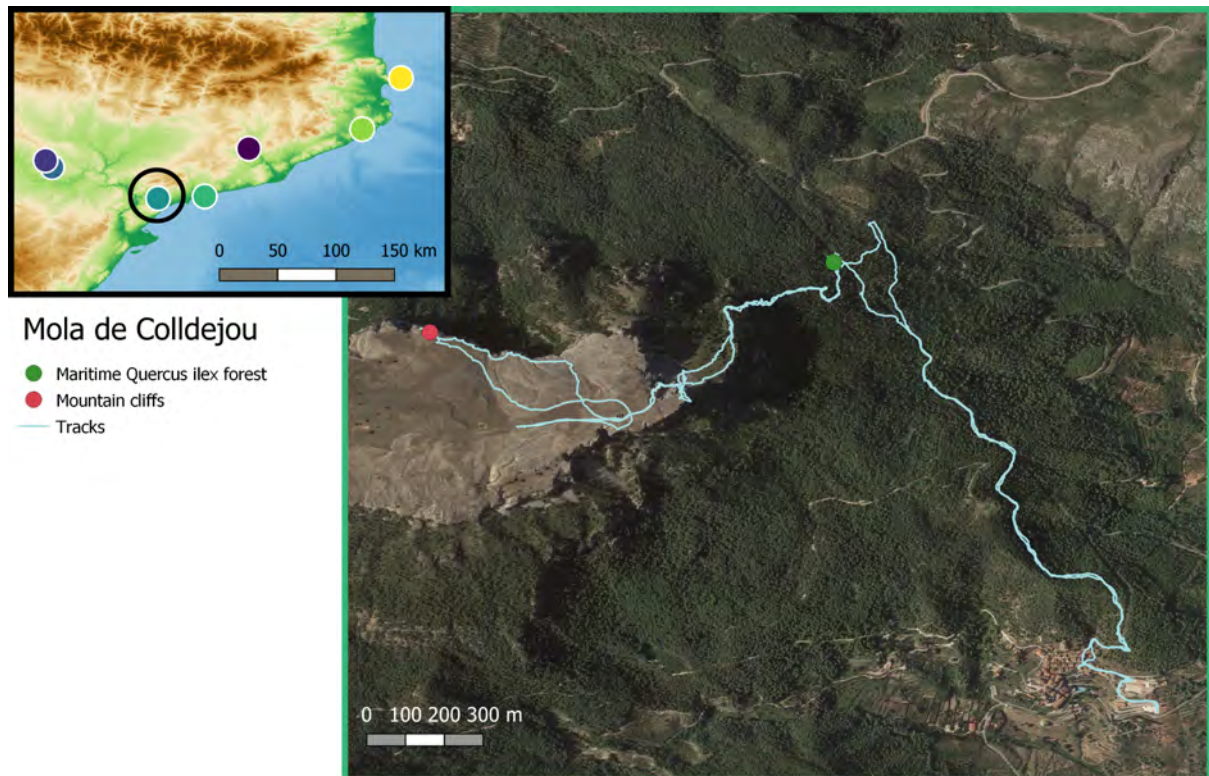 0 50 100 150 km
Mola de Colldejou
Maritime Quercus ilex forest
Mountain cliffs
Tracks
0 100 200 300 m